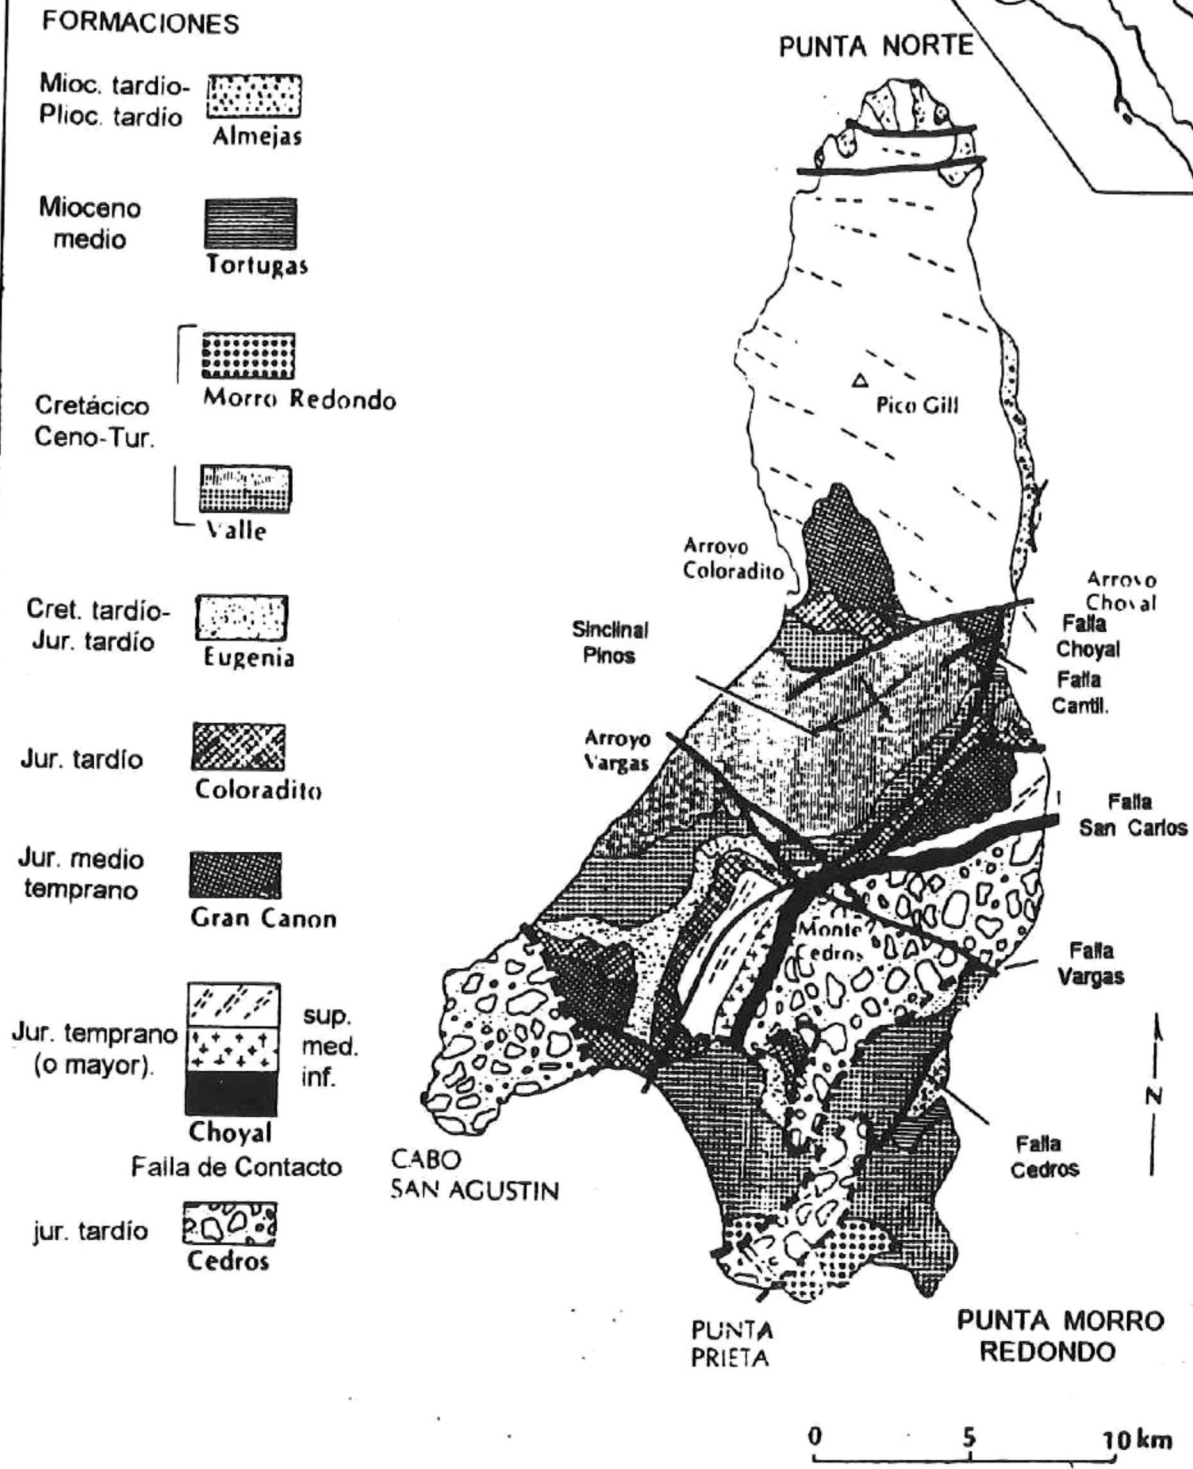 FORMACIONES
Mioc. tardio-
Plioc. tardío
Almejas
Mioceno
medio
Tortugas
Morro Redondo
Cretácico
Ceno-Tur.
Valle
Cret. tardío-
Jur. tardío
Eugenia
Jur. tardío
Coloradito
Jur. medio
temprano
Gran Canon
Jur. temprano
(o mayor).
sup.
med.
inf.
Choyal
Falla de Contacto
jur. tardío
Cedros
PUNTA NORTE
Pico Gill
Arroyo
Coloradito
Arroyo
Choyal
Falla
Choyal
Sinclinal
Pinos
Falla
Cantil.
Arroyo
Vargas
Falla
San Carlos
Monte
Cedros
Falla
Vargas
N
Falla
Cedros
CABO
SAN AGUSTIN
PUNTA
PRIETA
PUNTA MORRO
REDONDO
0 5 10 km